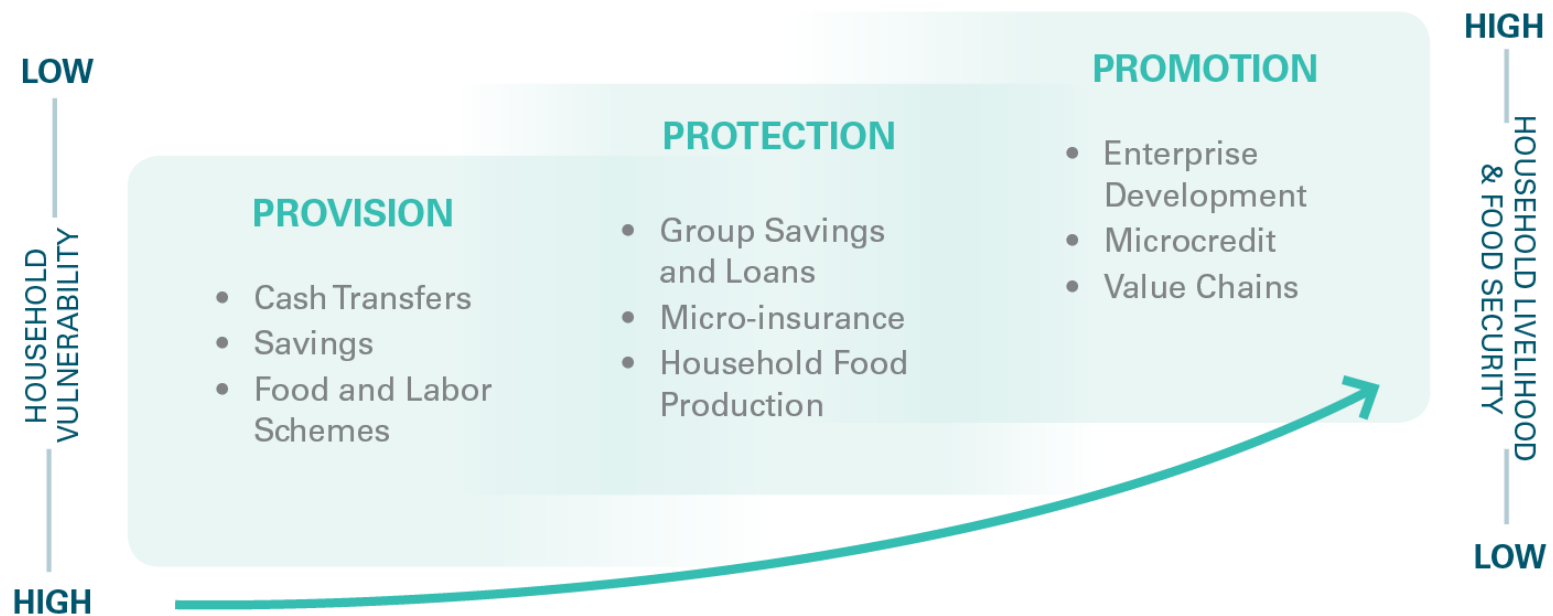 LOW
HOUSEHOLD
VULNERABILITY
HIGH
PROVISION
• Cash Transfers
• Savings
• Food and Labor
Schemes
PROTECTION
• Group Savings
and Loans
• Micro-insurance
• Household Food
Production
PROMOTION
• Enterprise
Development
• Microcredit
• Value Chains
HIGH
HOUSEHOLD LIVELIHOOD
& FOOD SECURITY
LOW